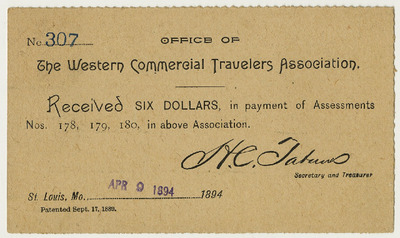 No. 307 OFFICE OF
The Western Commercial Travelers Association.
Received SIX DOLLARS, in payment of Assessments
Nos. 178, 179, 180, in above Association.
H.C.
Secretary and Treasurer
St. Louis, Mo. APR 9 1894 1894
Patented Sept. 17, 1889.